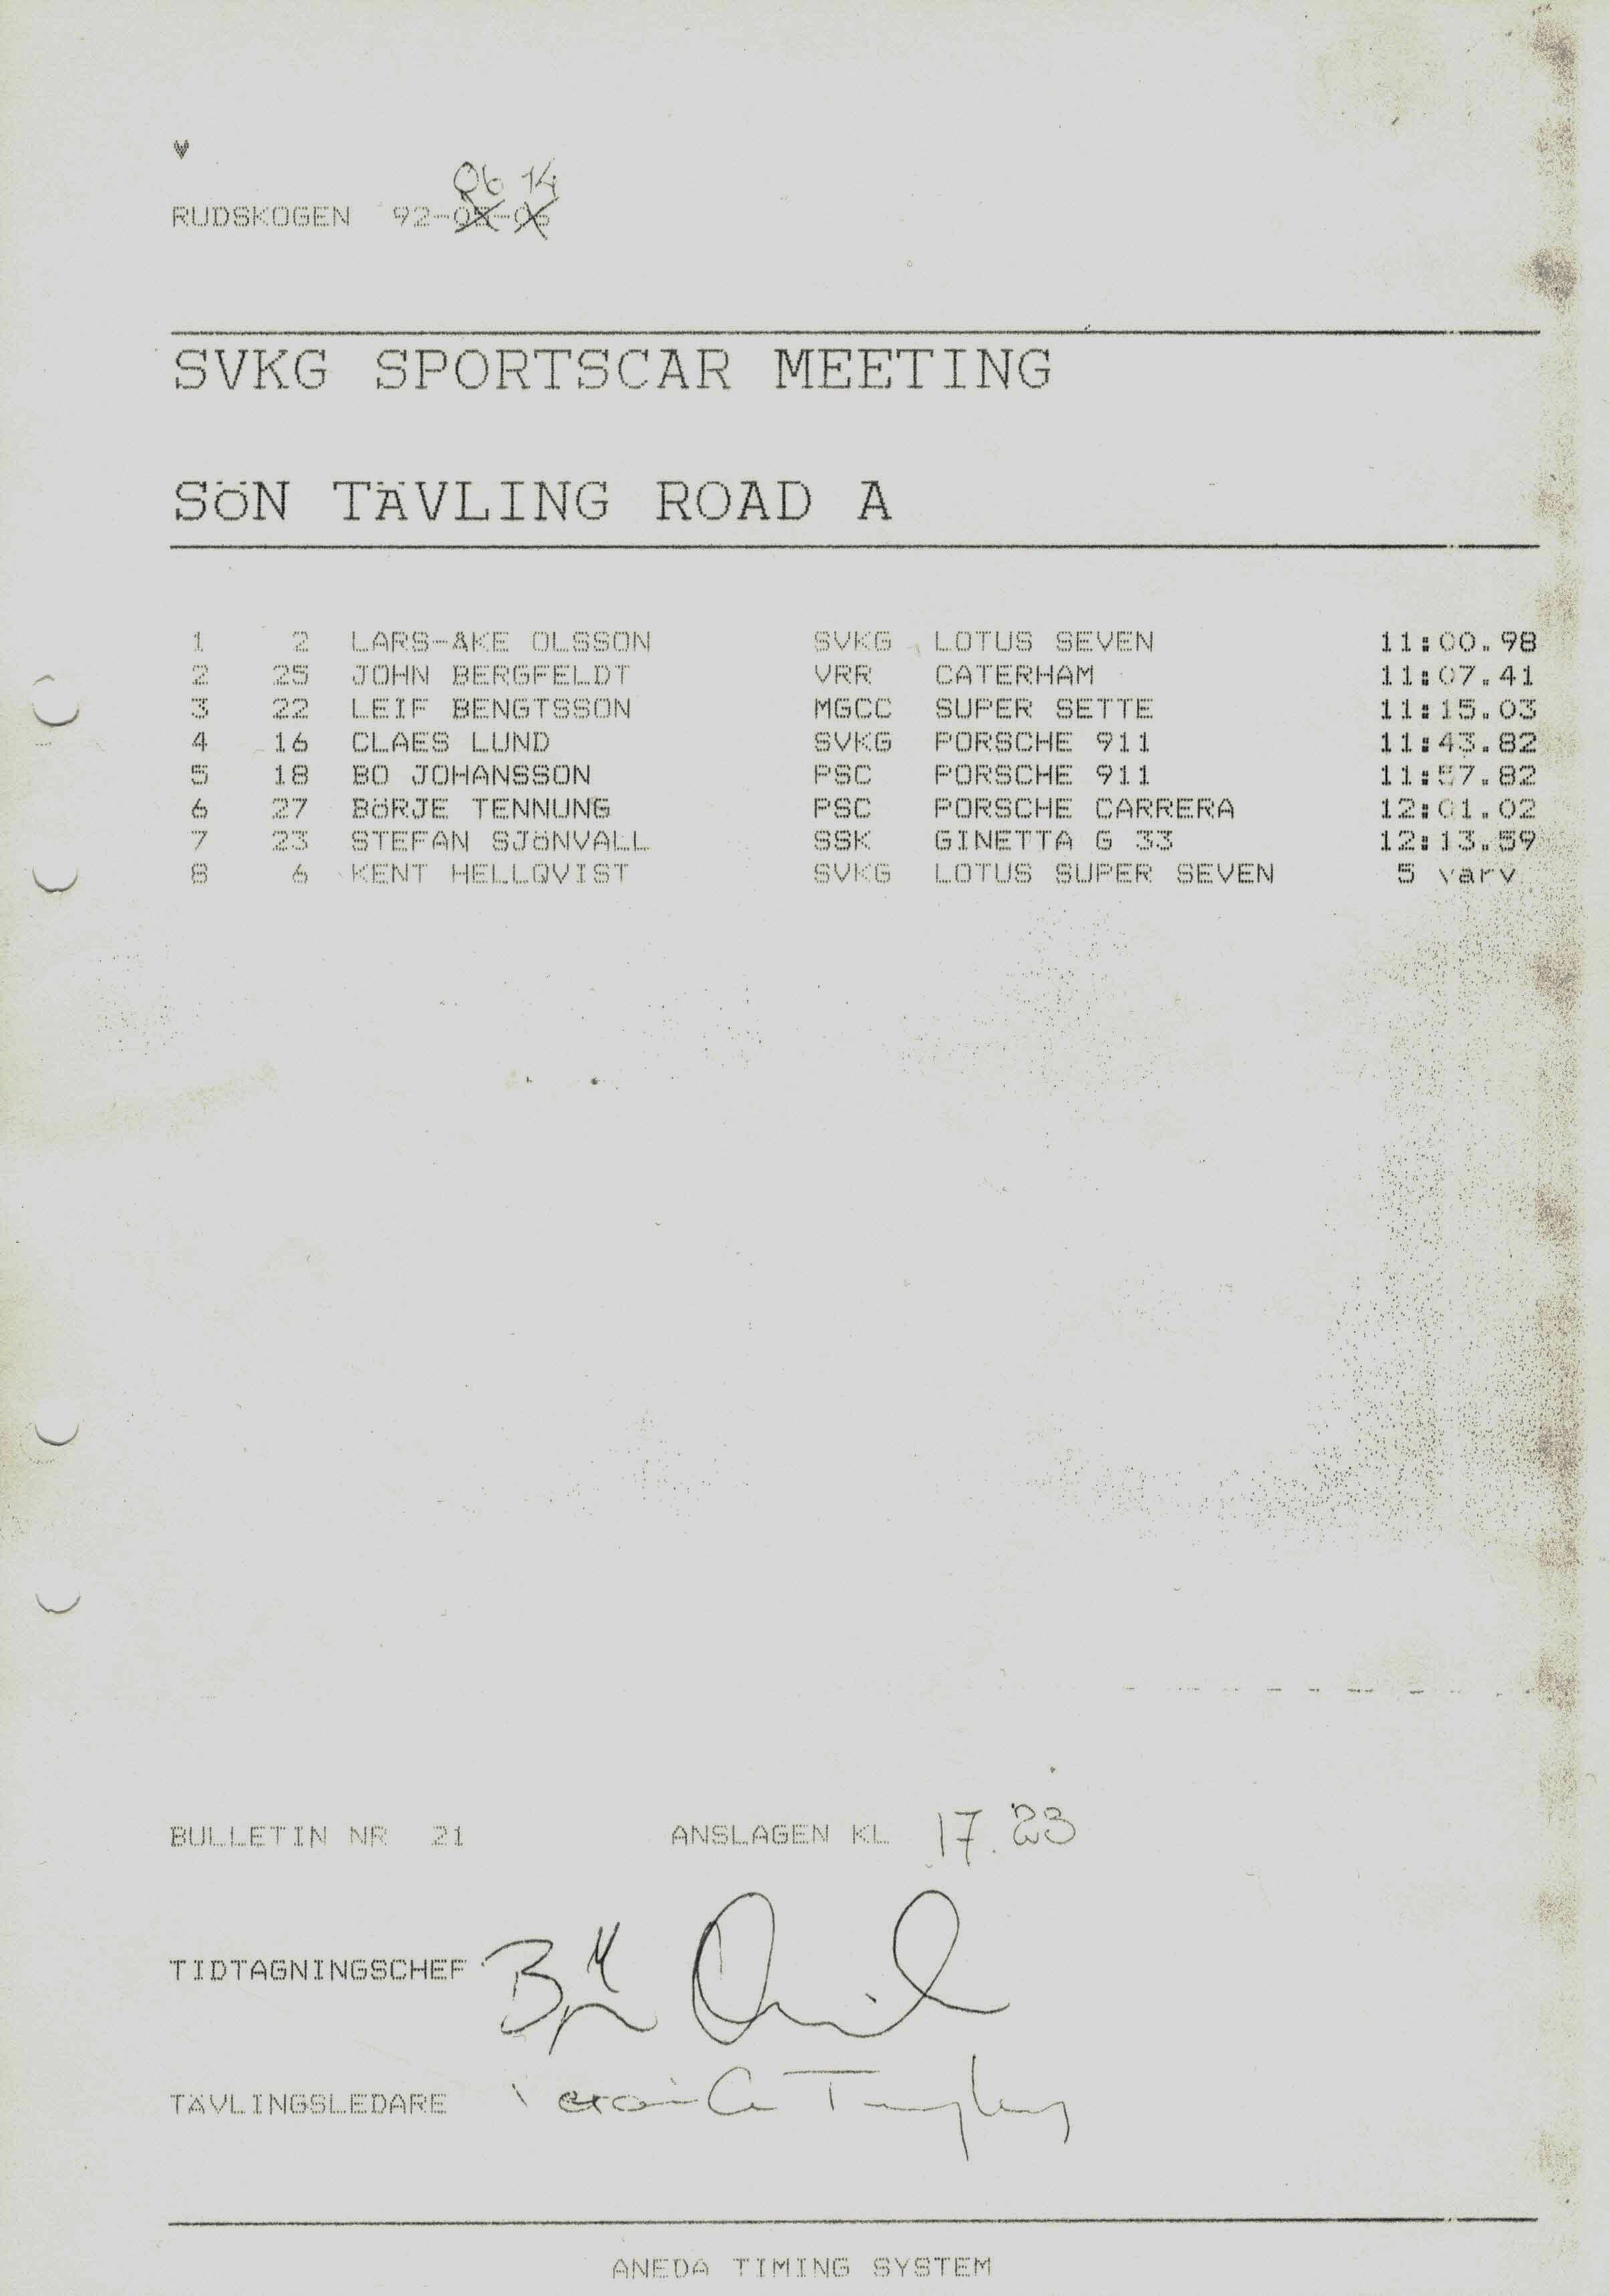 06 14
RUDSKOGEN 92-05-06
SVKG SPORTSCAR MEETING
SÖN TÄVLING ROAD A
1 2 LARS-ÅKE OLSSON SVKG LOTUS SEVEN 11:00.98
2 25 JOHN BERGFELDT VRR CATERHAM 11:07.41
3 22 LEIF BENGTSSON MGCC SUPER SETTE 11:15.03
4 16 CLAES LUND SVKG PORSCHE 911 11:43.82
5 18 BO JOHANSSON PSC PORSCHE 911 11:57.82
6 27 BÖRJE TENNUNG PSC PORSCHE CARRERA 12:01.02
7 23 STEFAN SJÖNVALL SSK GINETTA G 33 12:13.59
8 6 KENT HELLQVIST SVKG LOTUS SUPER SEVEN 5 varv
BULLETIN NR 21 ANSLAGEN KL 17.23
TIDTAGNINGSCHEF
TÄVLINGSLEDARE
ANEDA TIMING SYSTEM